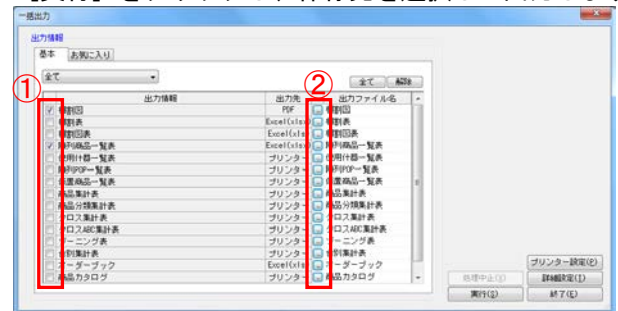 一括出力
出力情報
基本 お気に入り
全て 全て 解除
① ②
出力情報 出力先 出力ファイル名
棚割図 PDF 棚割図
棚割表 Excel(xls 棚割表
棚割図表 Excel(xls 棚割図表
陳列商品一覧表 Excel(xls 陳列商品一覧表
使用什器一覧表 プリンター 使用什器一覧表
陳列POP一覧表 プリンター 陳列POP一覧表
仮置商品一覧表 プリンター 仮置商品一覧表
商品集計表 プリンター 商品集計表
商品分類集計表 プリンター 商品分類集計表
クロス集計表 プリンター クロス集計表
クロスABC集計表 プリンター クロスABC集計表
ゾーニング表 プリンター ゾーニング表
台別集計表 プリンター 台別集計表
オーダーブック Excel(xls オーダーブック
商品カタログ プリンター 商品カタログ
プリンター設定(P)
処理中止(X) 詳細設定(T)
実行(S) 終了(E)